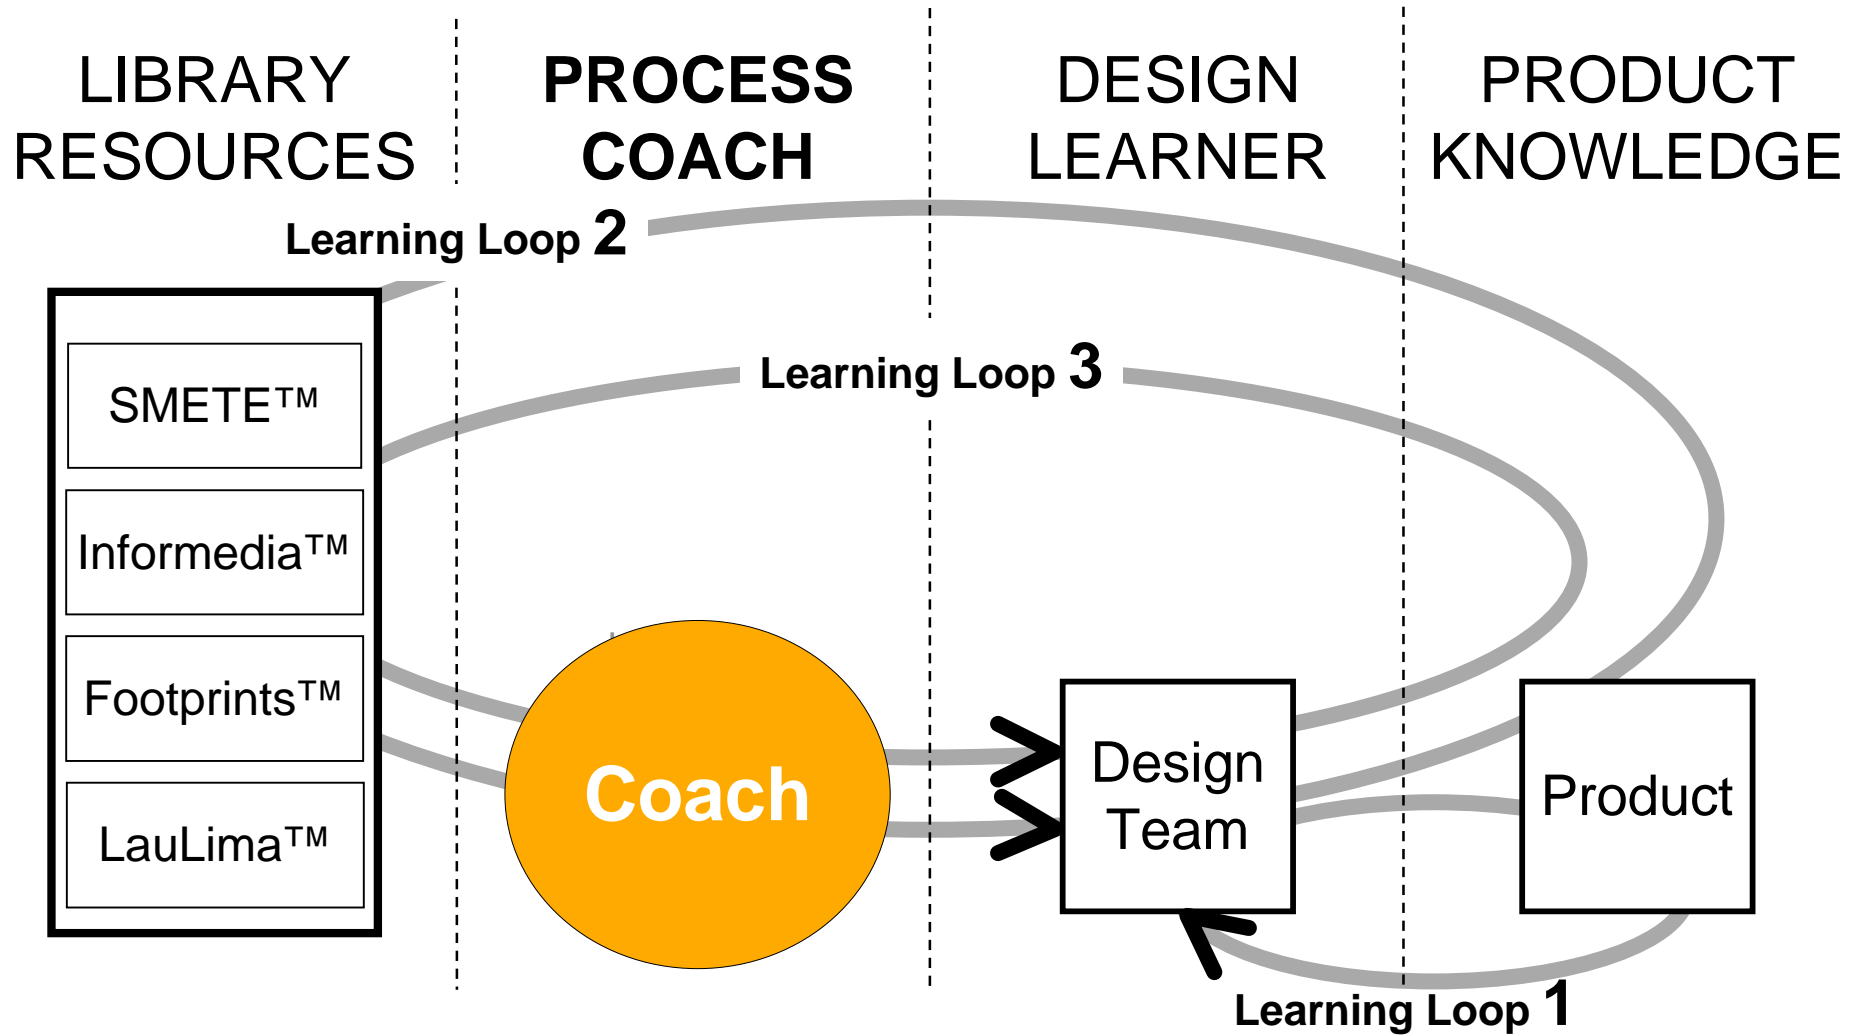 LIBRARY
RESOURCES
PROCESS
COACH
DESIGN
LEARNER
PRODUCT
KNOWLEDGE
Learning Loop 2
Learning Loop 3
SMETE™
Informedia™
Footprints™
LauLima™
Coach
Design
Team
Product
Learning Loop 1